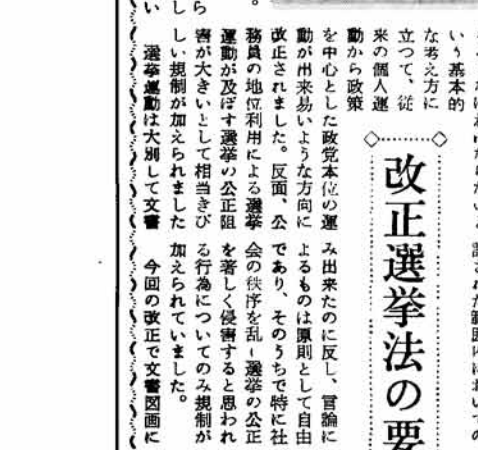 改正選挙法の要
いう基本的
な考え方に
立つて、従
来の個人運
動から政策
を中心とした政党本位の運
動が出来易いような方向に
改正されました。反面、公
務員の地位利用による選挙
運動が及ぼす選挙の公正阻
害が大きいとして相当きび
しい規制が加えられました
選挙運動は大別して文書
み出来たのに反し、言論に
よるものは原則として自由
であり、そのうちで特に社
会の秩序を乱し選挙の公正
を著しく侵害すると思われ
る行為についてのみ規制が
加えられていました。
今回の改正で文書図画に